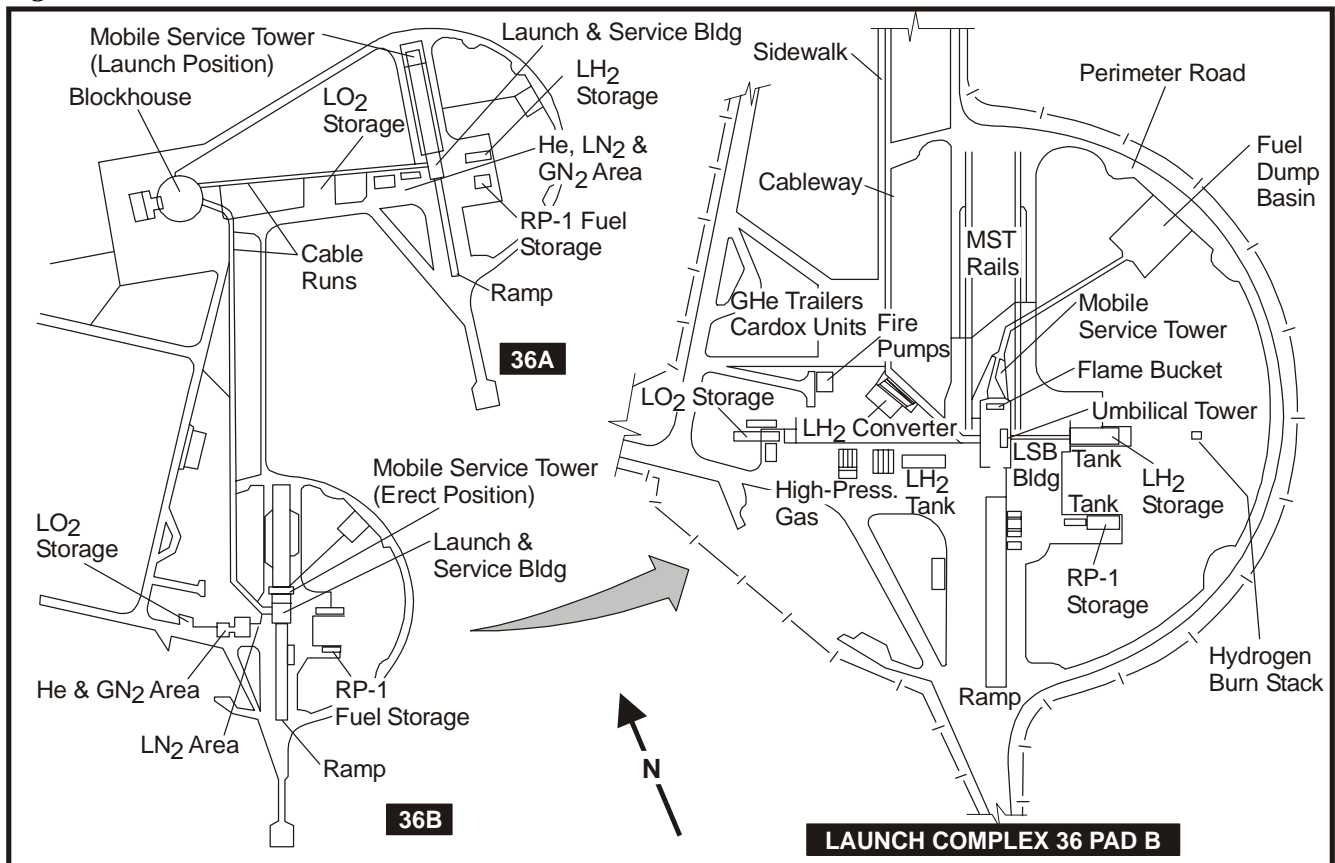 Mobile Service Tower
(Launch Position)
Blockhouse
LO2
Storage
Launch & Service Bldg
LH2
Storage
He, LN2 &
GN2 Area
RP-1 Fuel
Storage
Cable
Runs
Ramp
36A
Mobile Service Tower
(Erect Position)
LO2
Storage
Launch &
Service Bldg
He & GN2 Area
RP-1
Fuel Storage
LN2 Area
Ramp
36B
N
Sidewalk
Perimeter Road
Fuel
Dump
Basin
Cableway
MST
Rails
GHe Trailers
Cardox Units
Fire
Pumps
Mobile
Service Tower
Flame Bucket
LO2 Storage
Umbilical Tower
LH2 Converter
LSB
Bldg
Tank
LH2
Storage
High-Press.
Gas
LH2
Tank
Tank
RP-1
Storage
Hydrogen
Burn Stack
Ramp
LAUNCH COMPLEX 36 PAD B